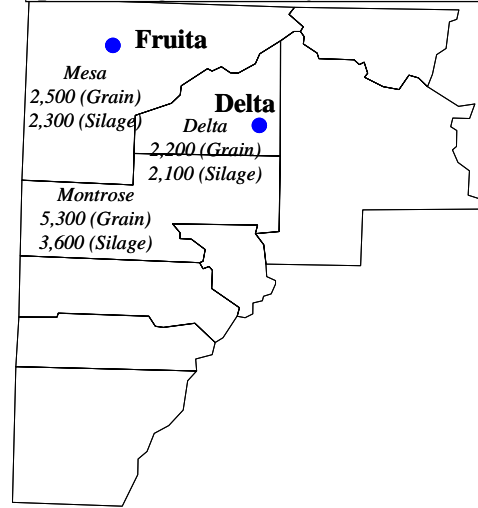 Fruita
Mesa
2,500 (Grain)
2,300 (Silage)
Delta
Delta
2,200 (Grain)
2,100 (Silage)
Montrose
5,300 (Grain)
3,600 (Silage)